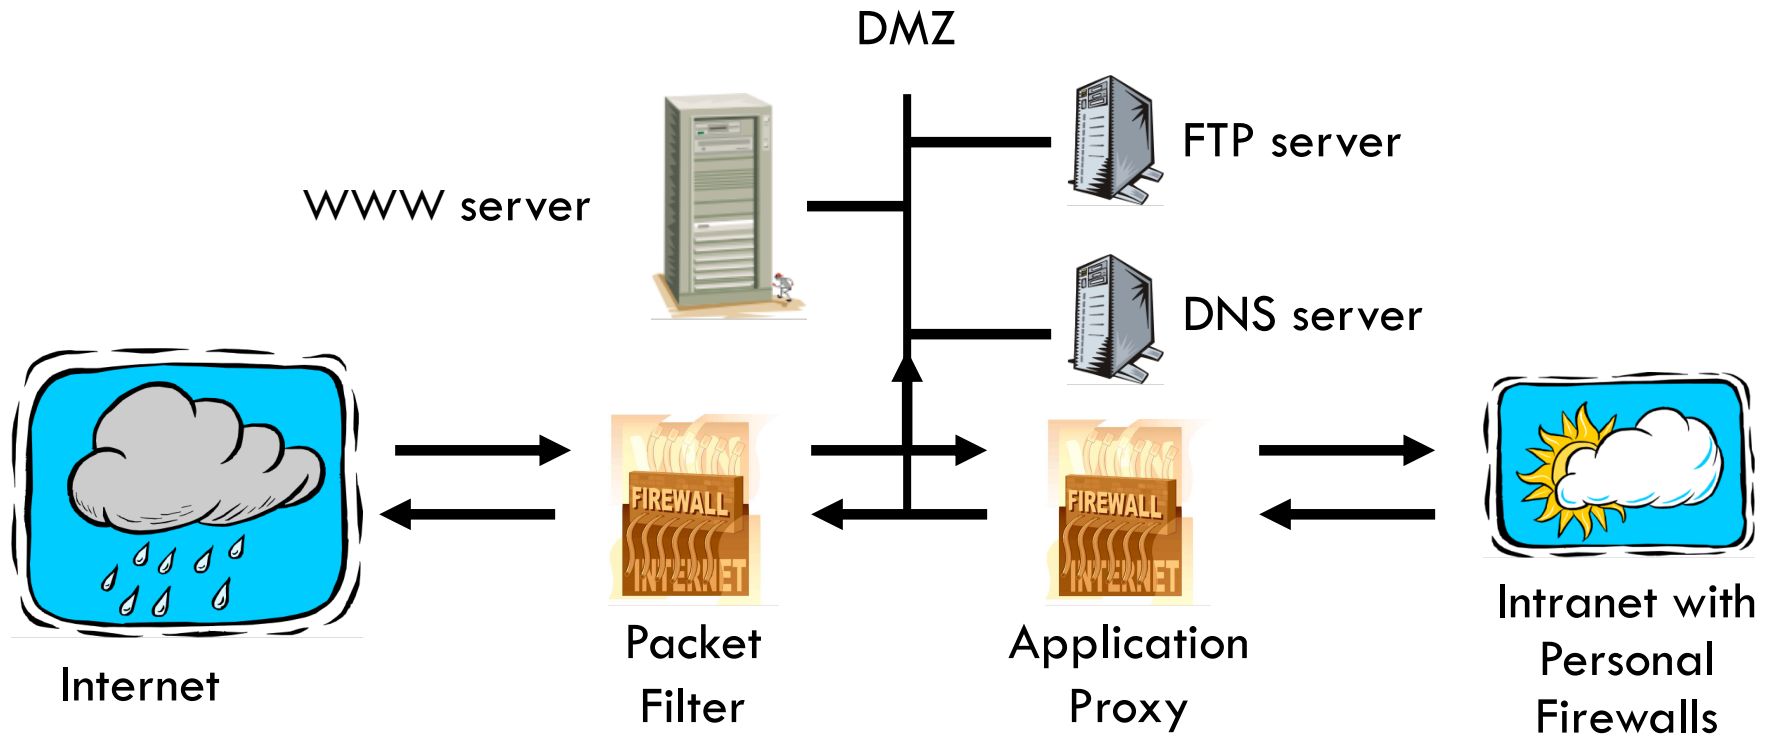 DMZ
FTP server
WWW server
DNS server
FIREWALL
INTERNET
FIREWALL
INTERNET
Internet
Packet
Filter
Application
Proxy
Intranet with
Personal
Firewalls